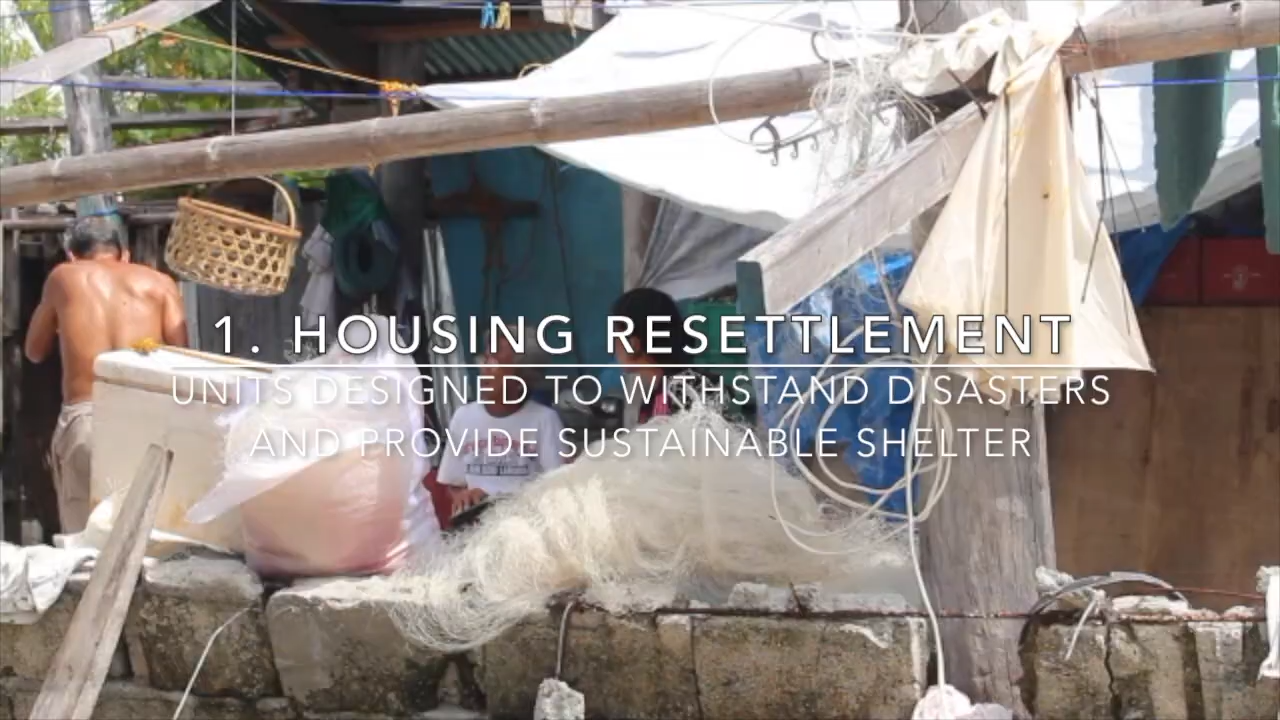 1. HOUSING RESETTLEMENT
UNITS DESIGNED TO WITHSTAND DISASTERS
AND PROVIDE SUSTAINABLE SHELTER